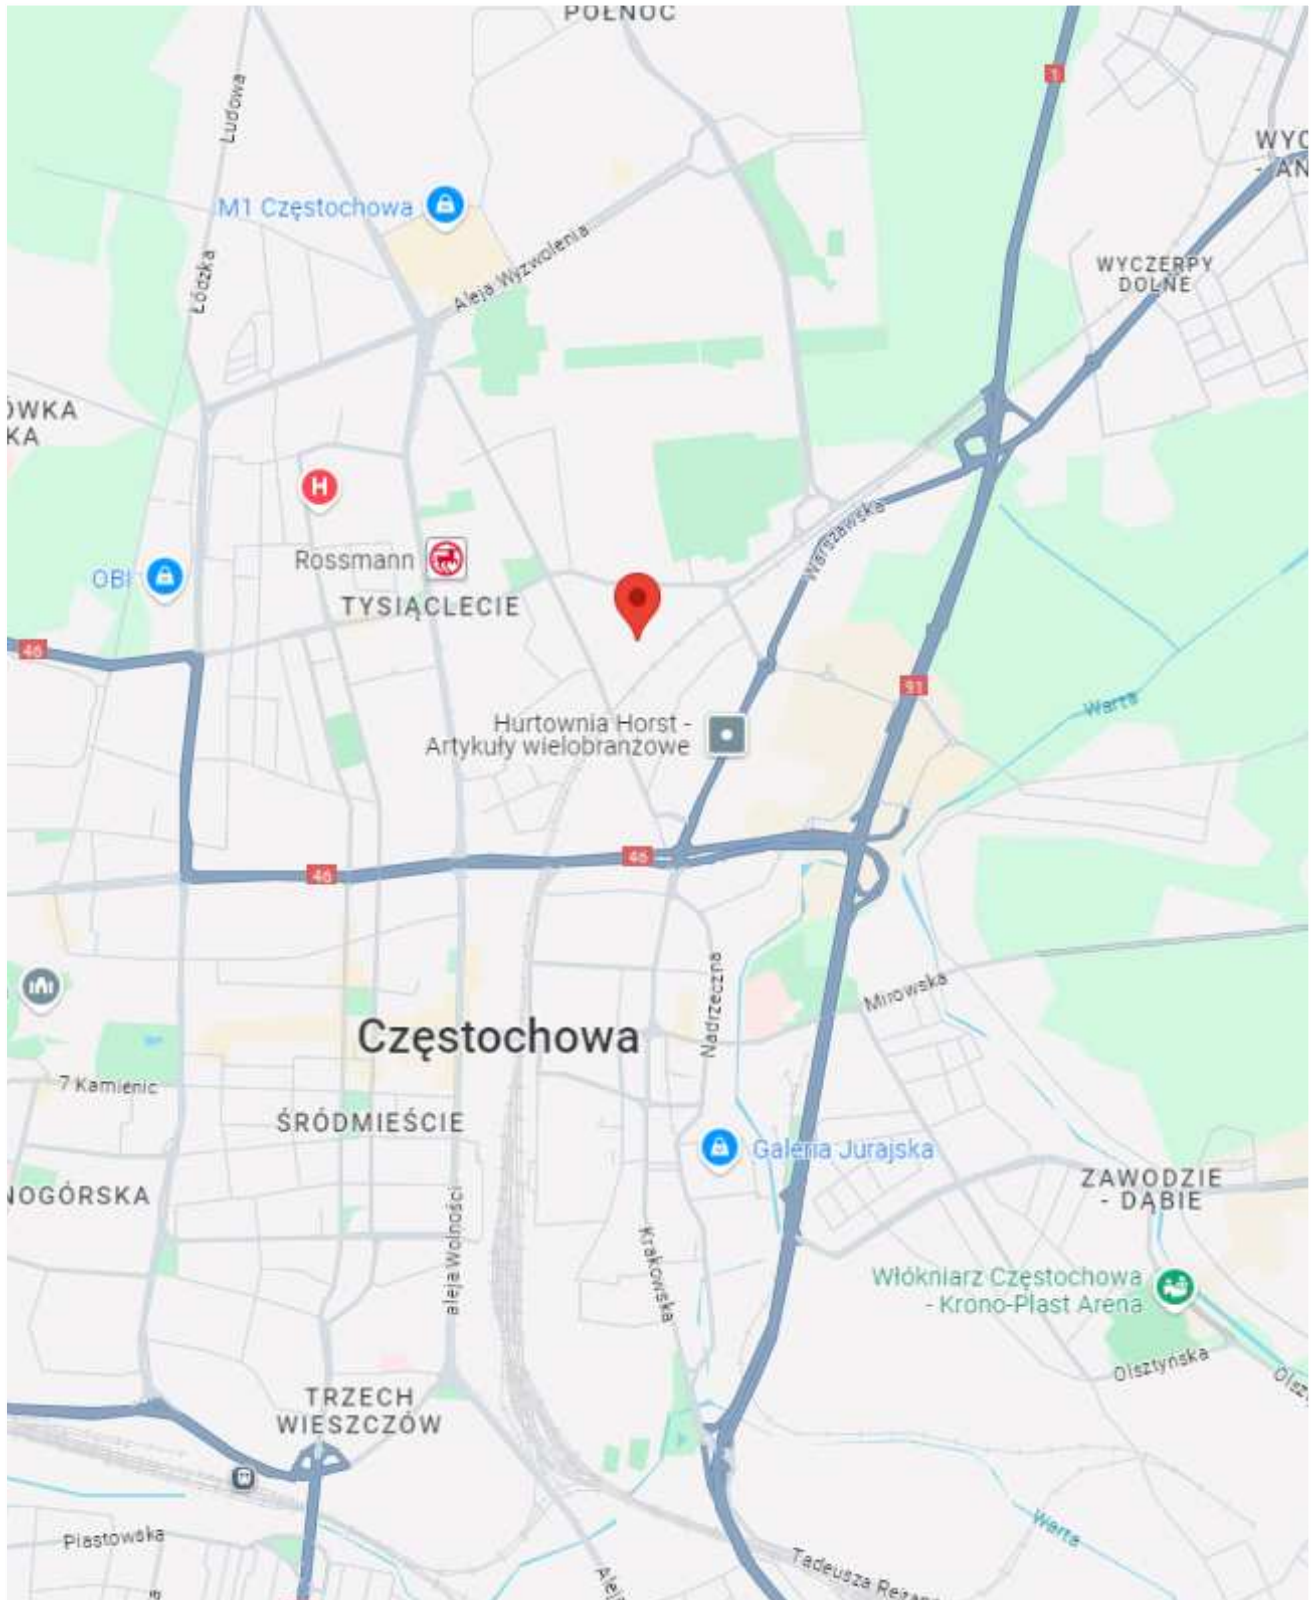 PÓŁNOC
1
Ludowa
M1 Częstochowa
Łódzka
Aleja Wyzwolenia
WYCZERPY
DOLNE
H
Warszawska
Rossmann
OBI
TYSIĄCLECIE
46
91
Warta
Hurtownia Horst -
Artykuły wielobranżowe
46
46
Nadrzeczna
Mirowska
Częstochowa
7 Kamienic
ŚRÓDMIEŚCIE
Galeria Jurajska
ZAWODZIE
- DĄBIE
aleja Wolności
Krakowska
Włókniarz Częstochowa
- Krono-Plast Arena
Olsztyńska
TRZECH
WIESZCZÓW
Piastowska
Warta
Tadeusza